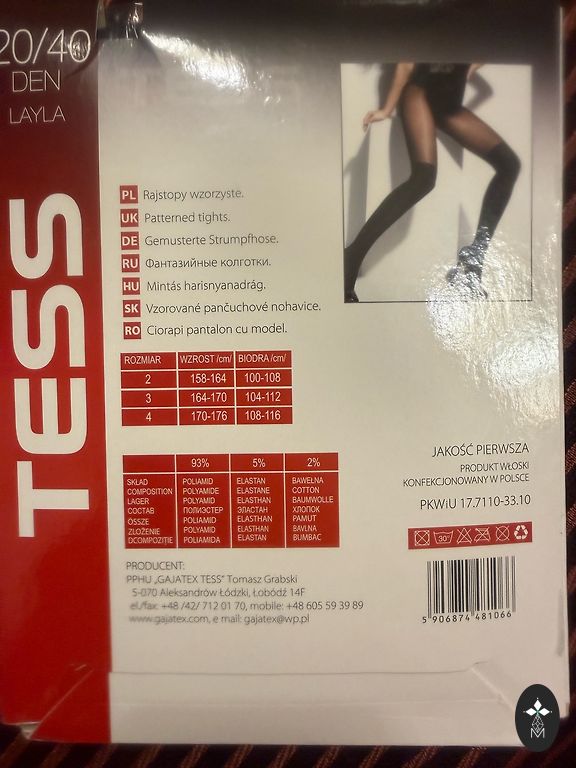 20/40
DEN
LAYLA
TESS
PL Rajstopy wzorzyste.
UK Patterned tights.
DE Gemusterte Strumpfhose.
RU Фантазийные колготки.
HU Mintás harisnyanadrág.
SK Vzorované pančuchové nohavice.
RO Ciorapi pantalon cu model.
ROZMIAR WZROST /cm/ BIODRA /cm/
2 158-164 100-108
3 164-170 104-112
4 170-176 108-116
93% 5% 2%
SKŁAD POLIAMID ELASTAN BAWEŁNA
COMPOSITION POLYAMIDE ELASTANE COTTON
LAGER POLYAMID ELASTHAN BAUMWOLLE
СОСТАВ ПОЛИЭСТЕР ЭЛАСТАН ХЛОПОК
ÖSSZE POLIAMID ELASTHAN PAMUT
ZLOŽENIE POLYAMID ELASTHAN BAVLNA
DCOMPOZIȚIE POLIAMIDA ELASTAN BUMBAC
JAKOŚĆ PIERWSZA
PRODUKT WŁOSKI
KONFEKCJONOWANY W POLSCE
PKWiU 17.7110-33.10
30°
PRODUCENT:
PPHU „GAJATEX TESS" Tomasz Grabski
5-070 Aleksandrów Łódzki, Łobódź 14F
el./fax: +48 /42/ 712 01 70, mobile: +48 605 59 39 89
www.gajatex.com, e mail: gajatex@wp.pl
5 906874 481066